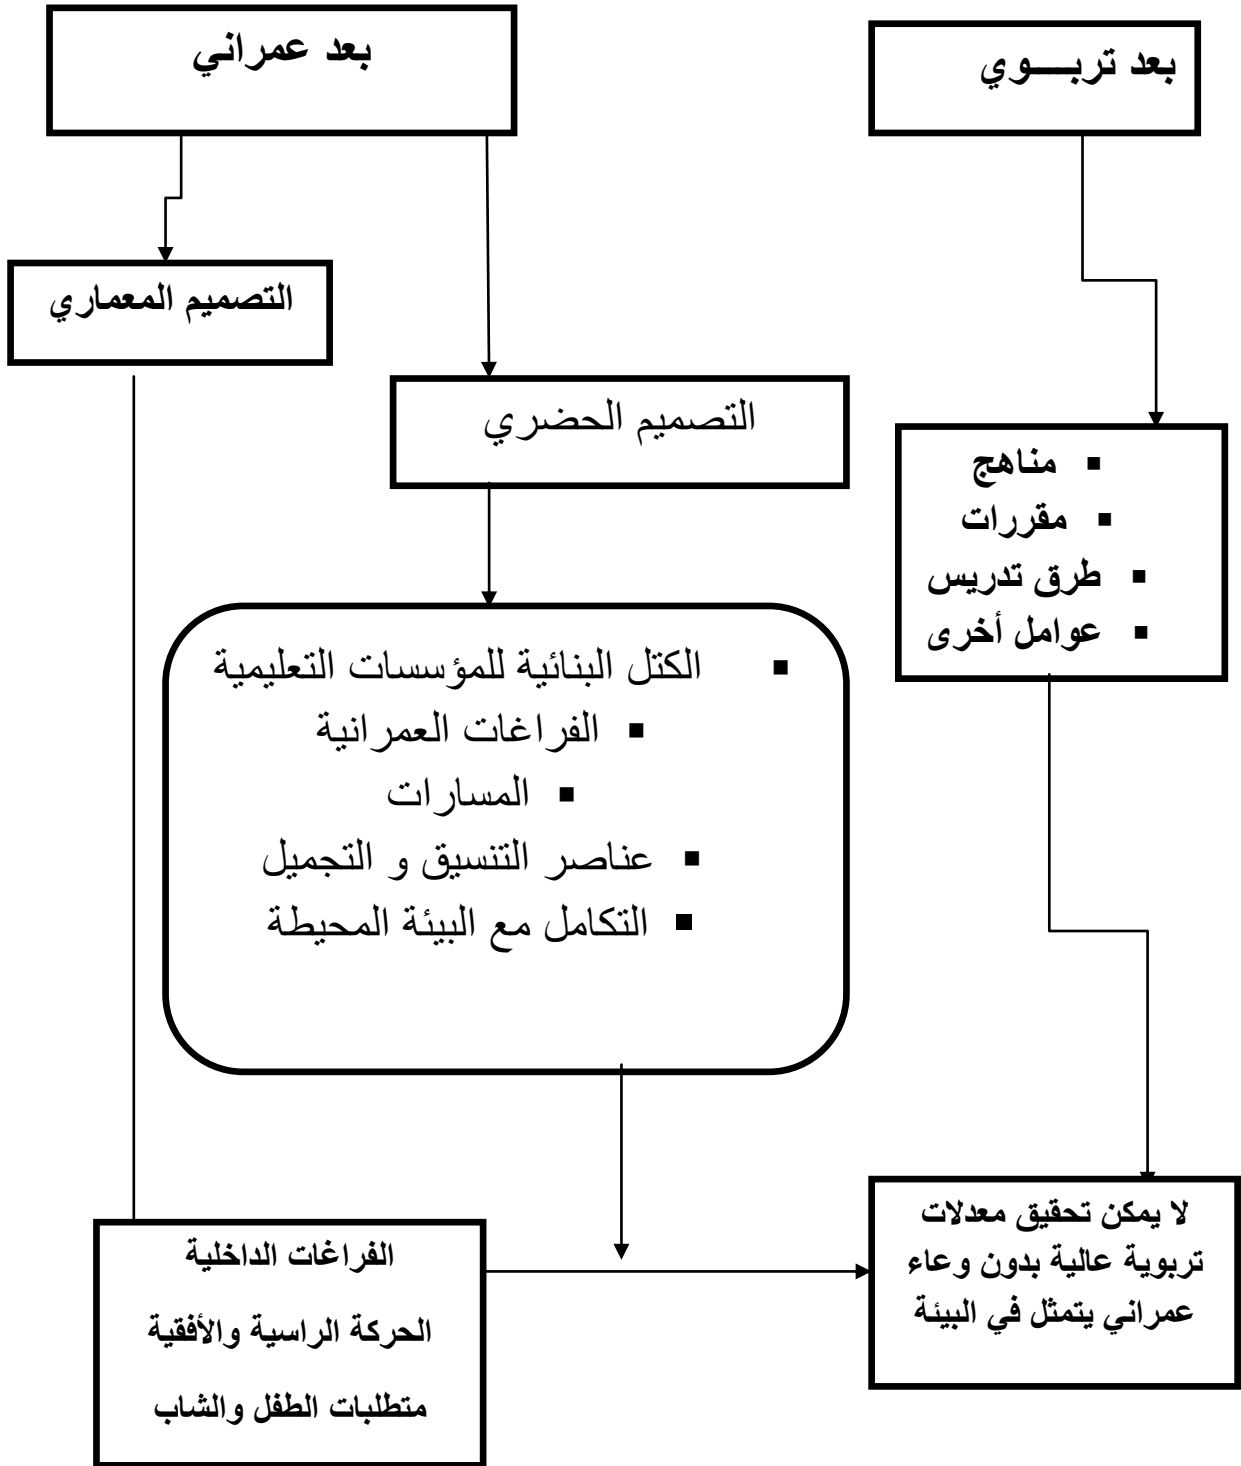 بعد تربـــوي
بعد عمراني
التصميم المعماري
التصميم الحضري
▪ مناهج
▪ مقررات
▪ طرق تدريس
▪ عوامل أخرى
▪ الكتل البنائية للمؤسسات التعليمية
▪ الفراغات العمرانية
▪ المسارات
▪ عناصر التنسيق و التجميل
▪ التكامل مع البيئة المحيطة
لا يمكن تحقيق معدلات
تربوية عالية بدون وعاء
عمراني يتمثل في البيئة
الفراغات الداخلية
الحركة الراسية والأفقية
متطلبات الطفل والشاب